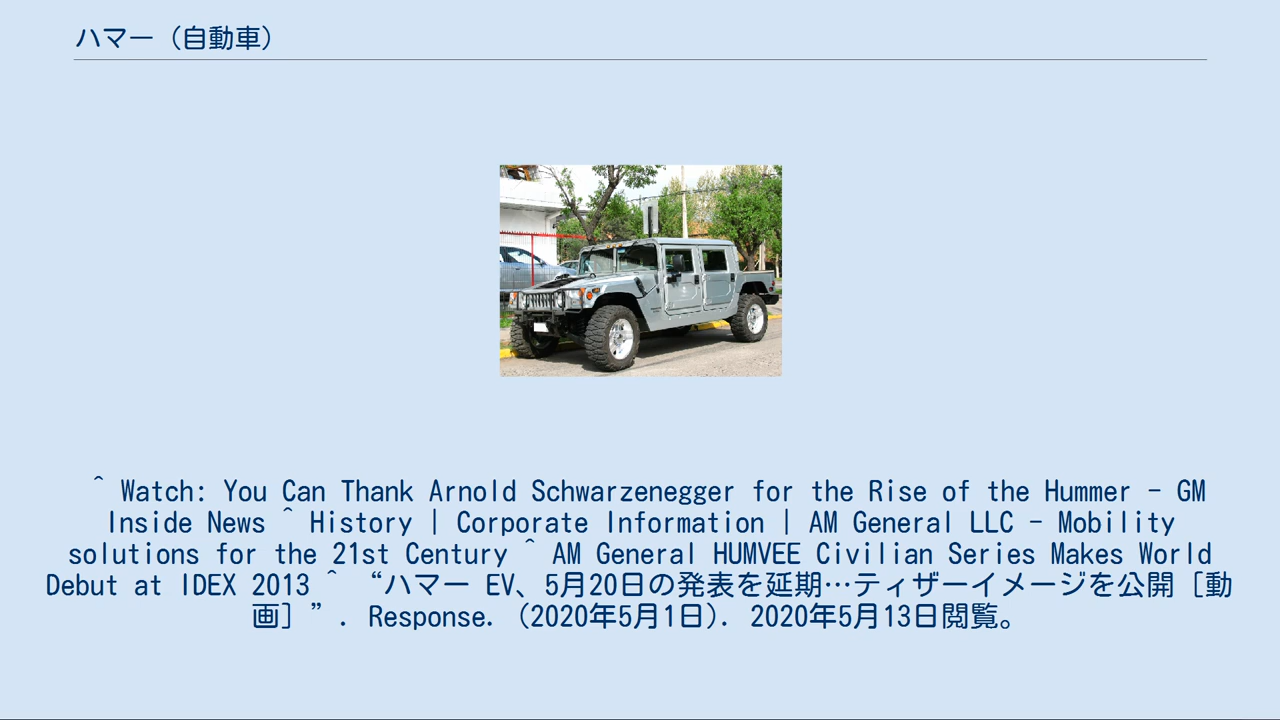 ハマー（自動車）
^ Watch: You Can Thank Arnold Schwarzenegger for the Rise of the Hummer - GM
Inside News ^ History | Corporate Information | AM General LLC - Mobility
solutions for the 21st Century ^ AM General HUMVEE Civilian Series Makes World
Debut at IDEX 2013 ^ “ハマー EV、5月20日の発表を延期…ティザーイメージを公開［動
画］”. Response. (2020年5月1日). 2020年5月13日閲覧。